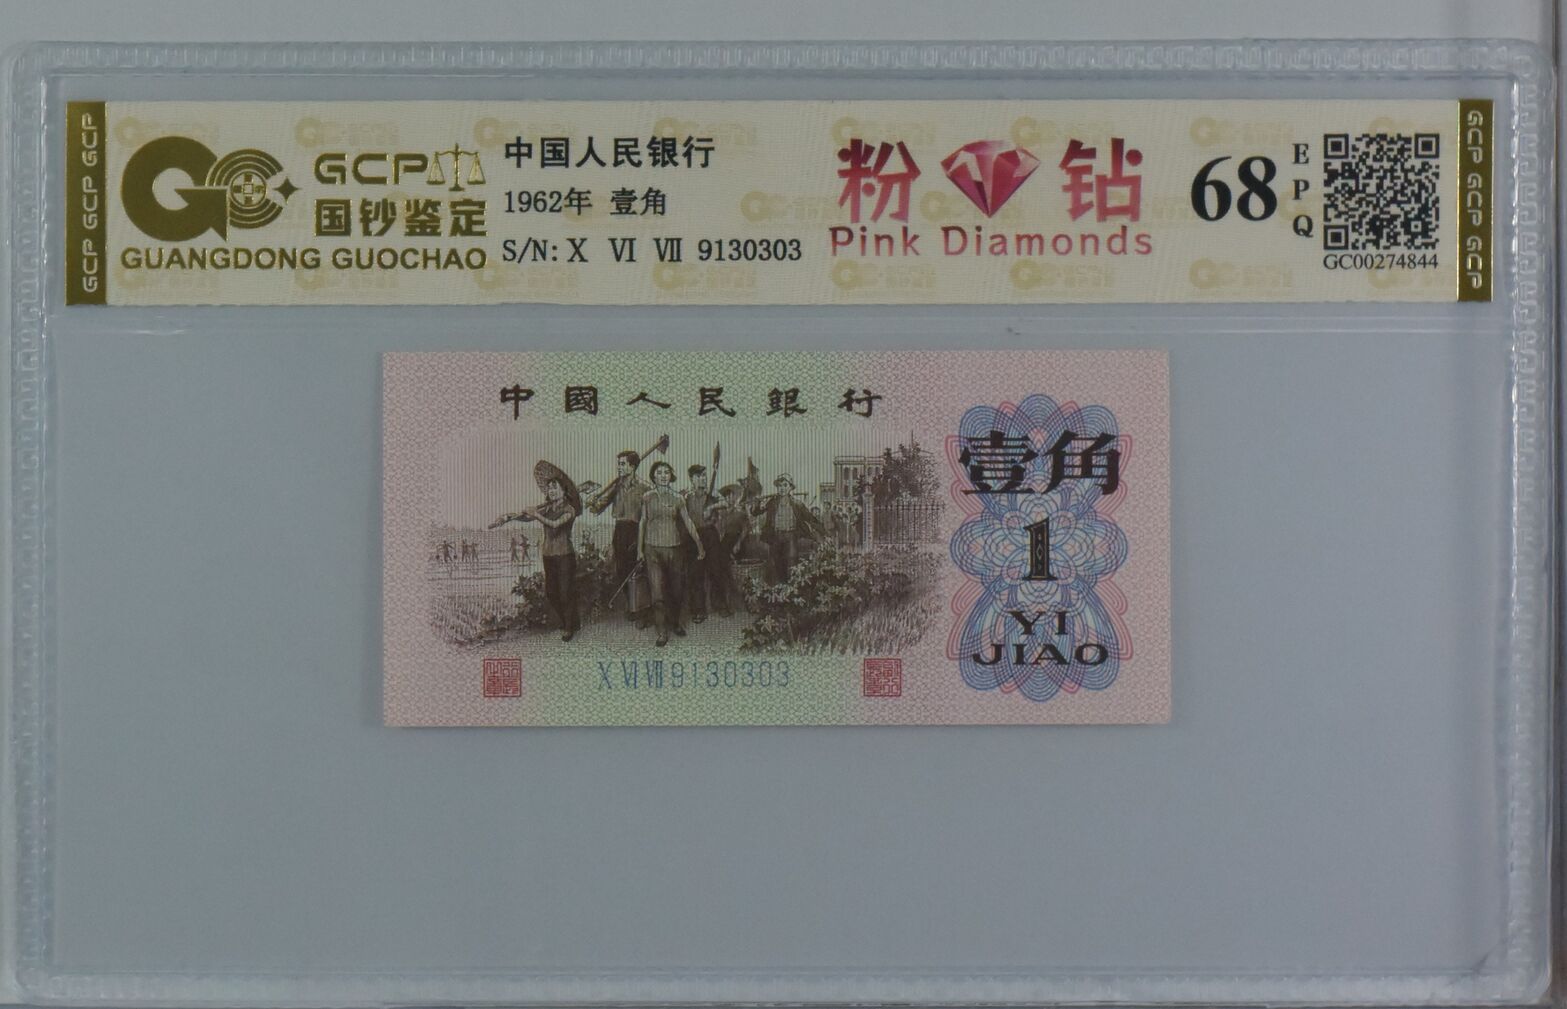 GCP GCP GCP
GCP
国钞鉴定
GUANGDONG GUOCHAO
中国人民银行
1962年 壹角
S/N: X VI VII 9130303
粉钻
Pink Diamonds
68
EPQ
GC00274844
GCP GCP GCP
中國人民銀行
壹角
1
YI
JIAO
X VI VII 9130303